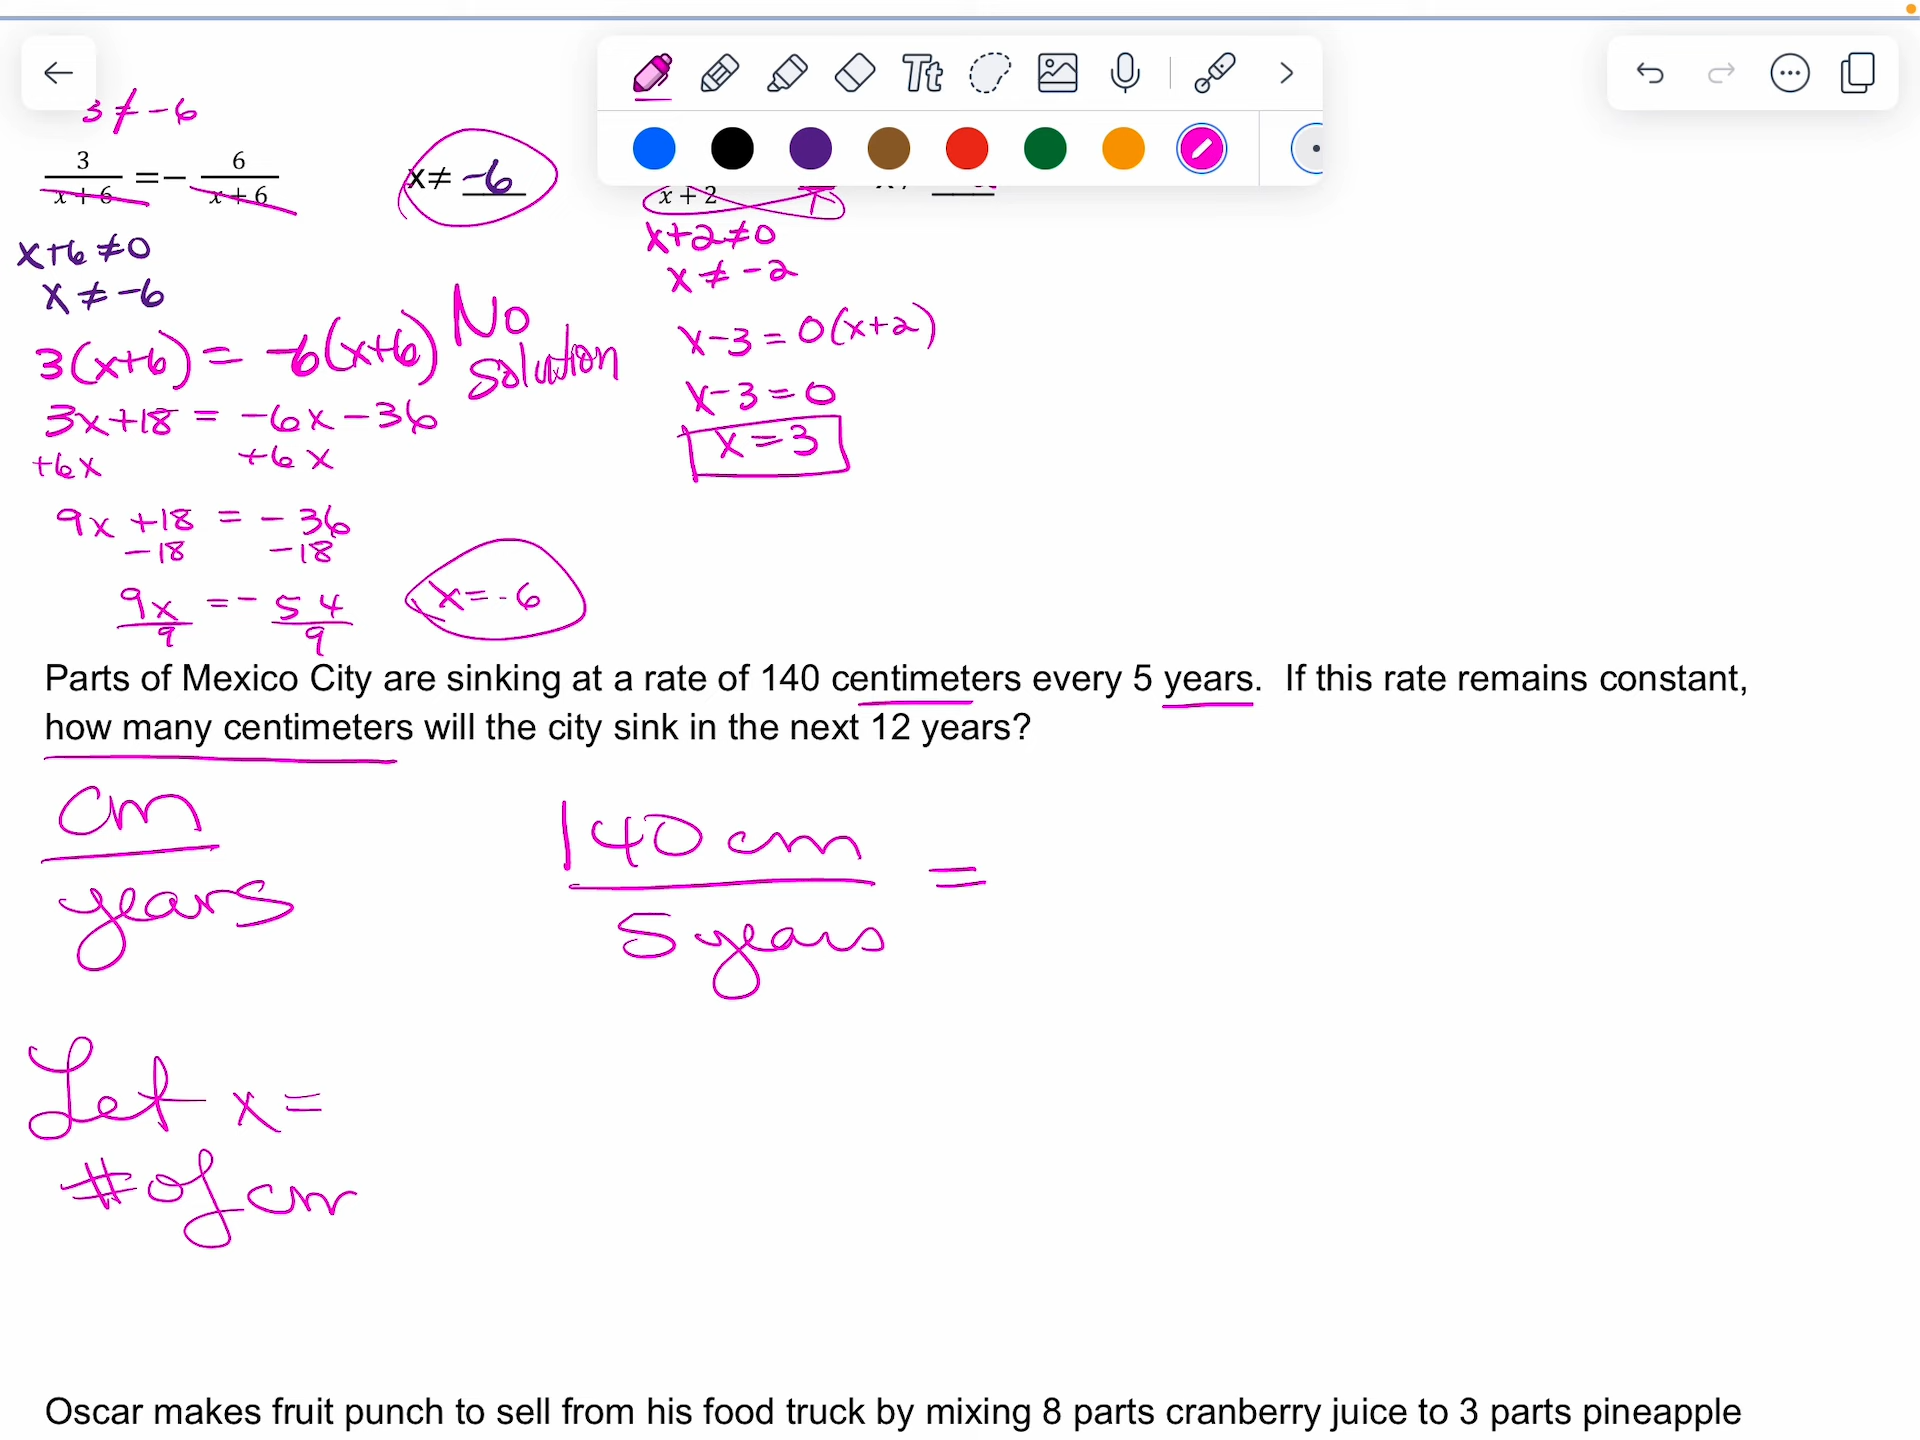 Tt
3 ≠ -6
3/(x + 6) = - 6/(x + 6)
x≠ -6
x+6 ≠ 0
x ≠ -6
3(x+6) = -6(x+6)
No solution
3x+18 = -6x - 36
+6x +6x
9x +18 = - 36
-18 -18
9x/9 = - 54/9
x = -6
x + 2
x+2≠0
x ≠ -2
x-3 = 0(x+2)
x-3 = 0
x = 3
Parts of Mexico City are sinking at a rate of 140 centimeters every 5 years. If this rate remains constant,
how many centimeters will the city sink in the next 12 years?
cm
years
140 cm
=
5 years
Let x =
# of cm
Oscar makes fruit punch to sell from his food truck by mixing 8 parts cranberry juice to 3 parts pineapple